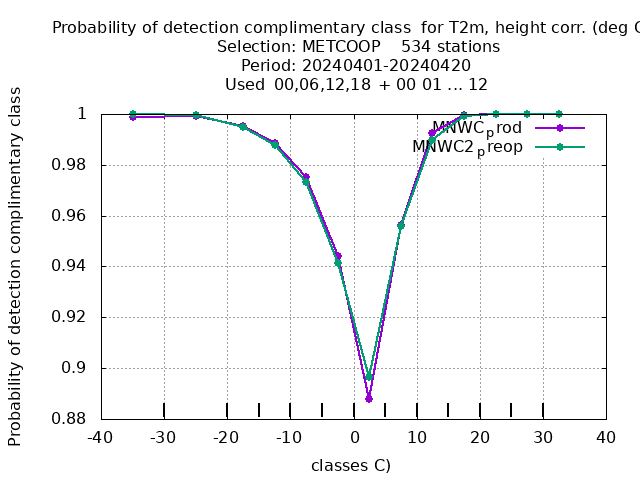 Probability of detection complimentary class  for T2m, height corr. (deg C
Selection: METCOOP    534 stations
Period: 20240401-20240420
Used  00,06,12,18 + 00 01 ... 12
Probability of detection complimentary class
1
0.98
0.96
0.94
0.92
0.9
0.88
MNWC_prod
MNWC2_preop
-40 -30 -20 -10 0 10 20 30 40
classes C)